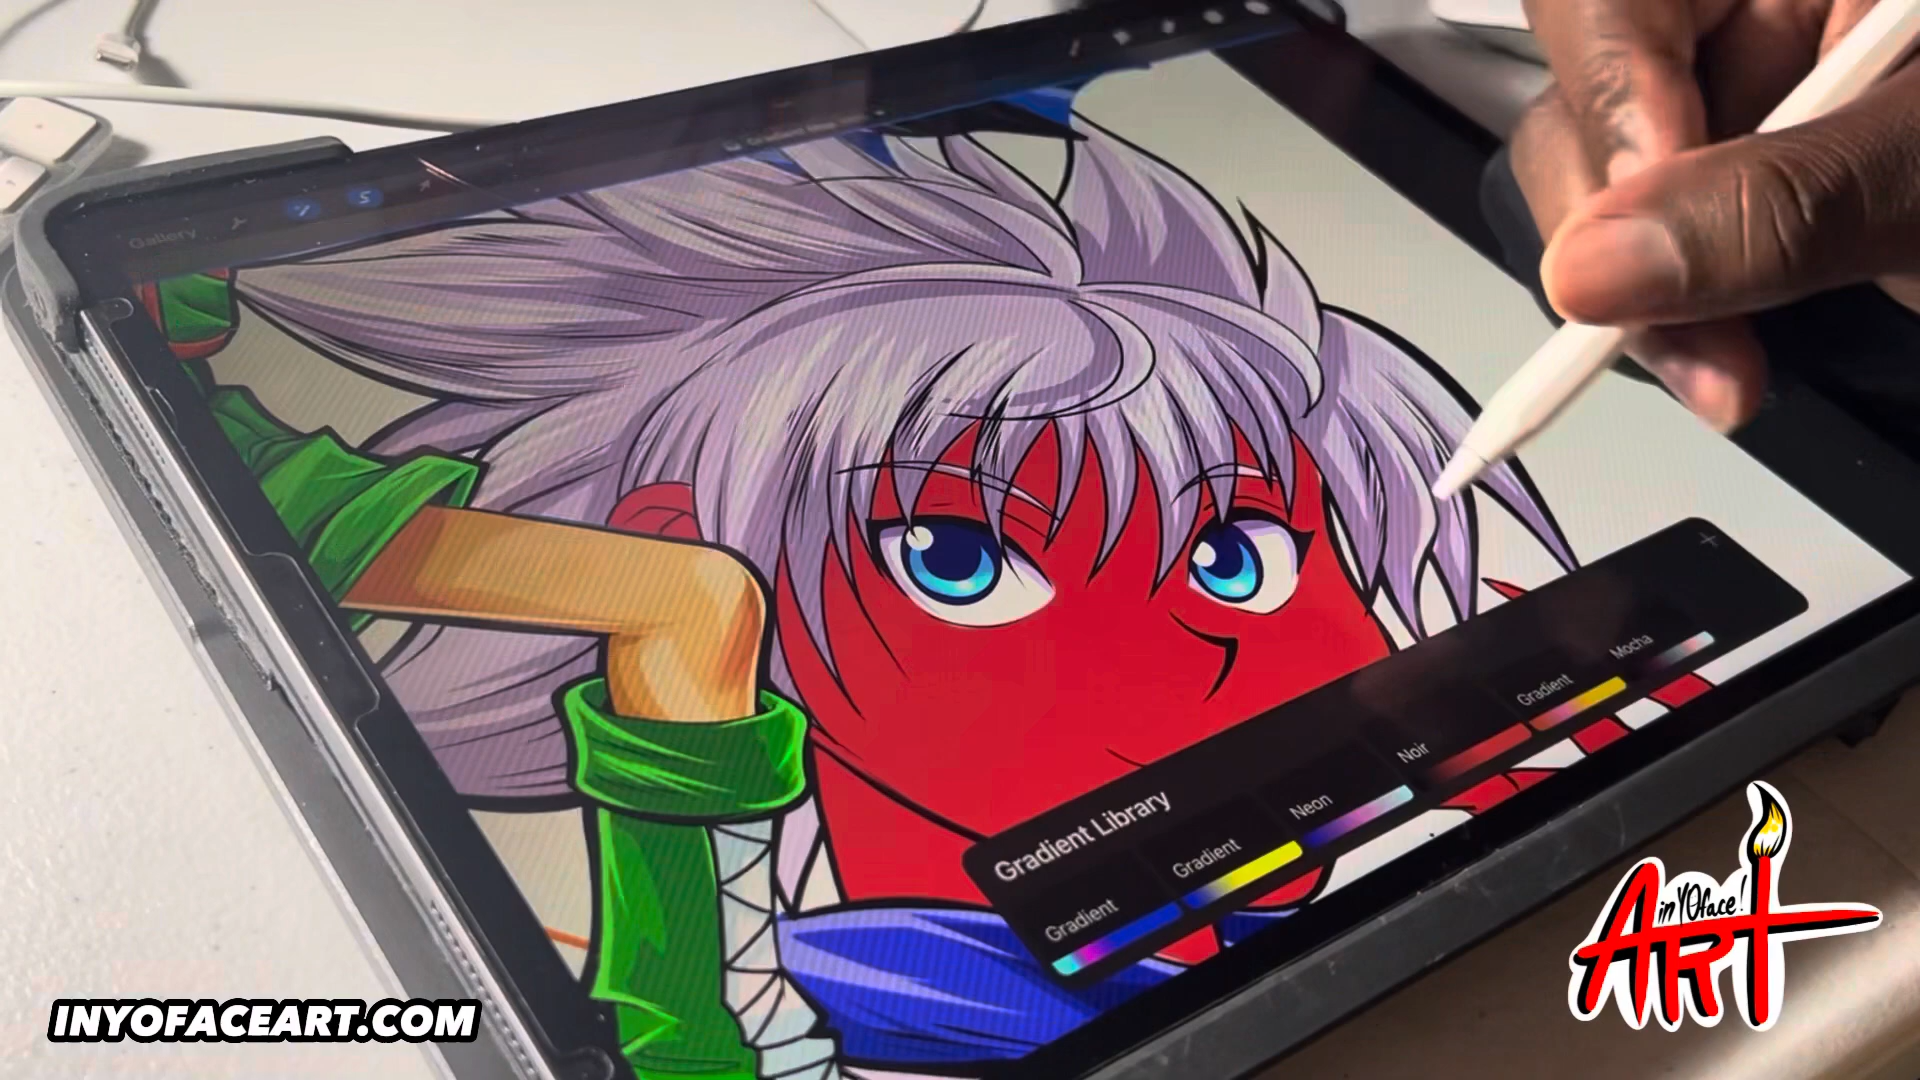 Gallery
Gradient Library
Gradient
Gradient
Neon
Noir
Gradient
Mocha
ART
in YOface!
INYOFACEART.COM